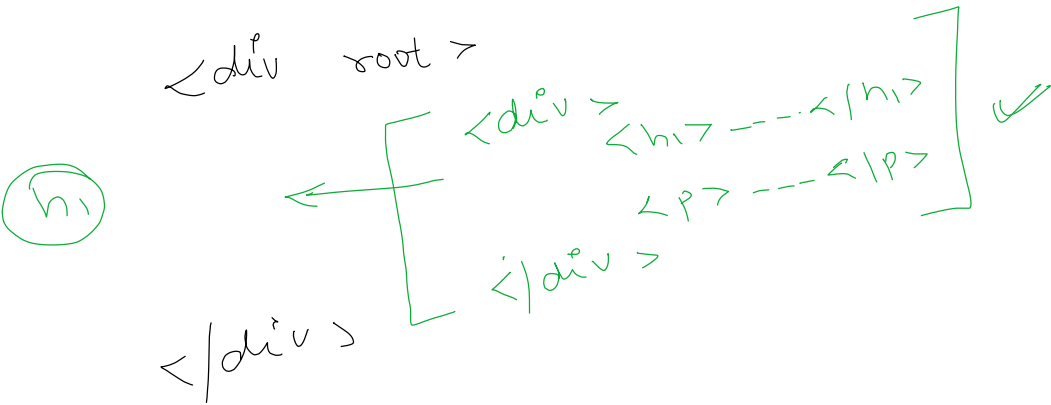 <div root >
<div >
<h1> ----- </h1>
h1
<p> ---- </p>
</div >
</div>